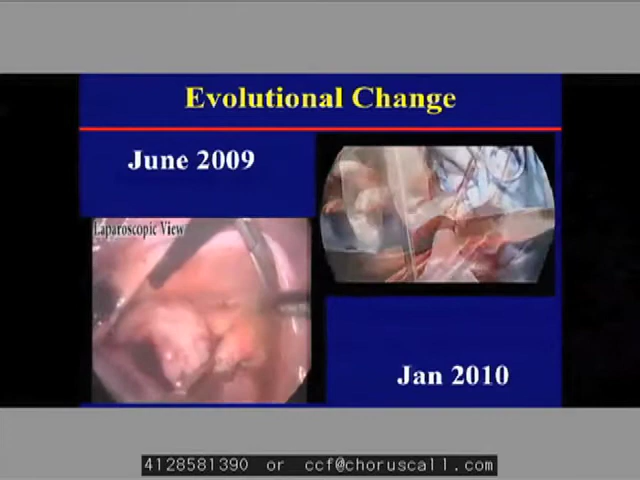 Evolutional Change
June 2009
Laparoscopic View
Jan 2010
4128581390 or ccf@choruscall.com